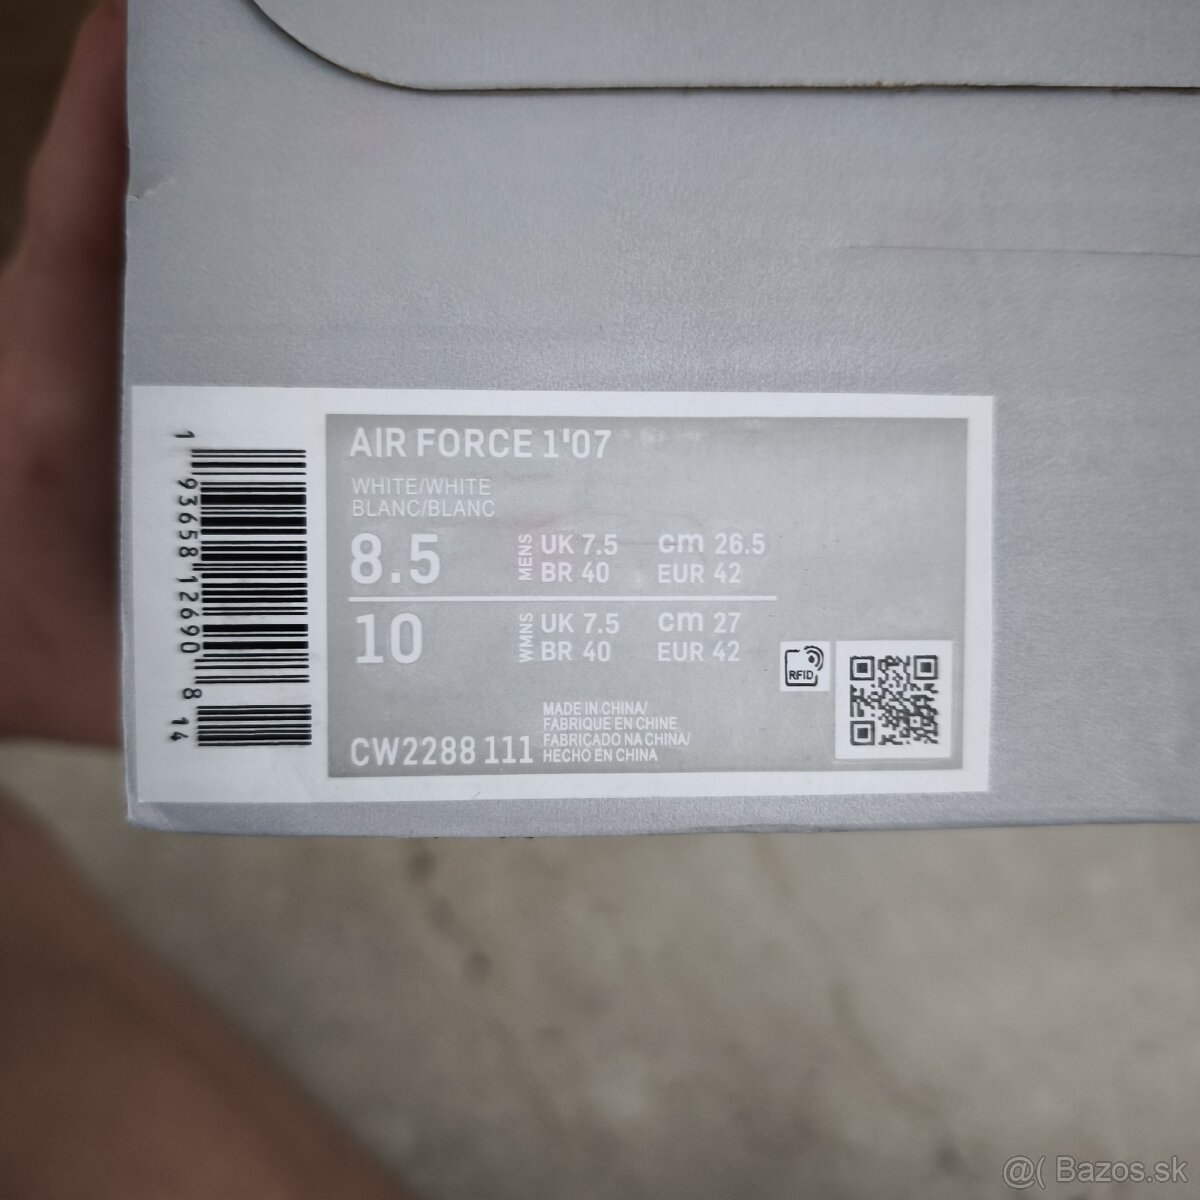 AIR FORCE 1'07
WHITE/WHITE
BLANC/BLANC
8.5 MENS UK 7.5 cm 26.5
BR 40 EUR 42
10 WMNS UK 7.5 cm 27
BR 40 EUR 42
RFID
MADE IN CHINA/
FABRIQUE EN CHINE
FABRICADO NA CHINA/
HECHO EN CHINA
CW2288 111
1 93658 12690 8 14
@( Bazos.sk